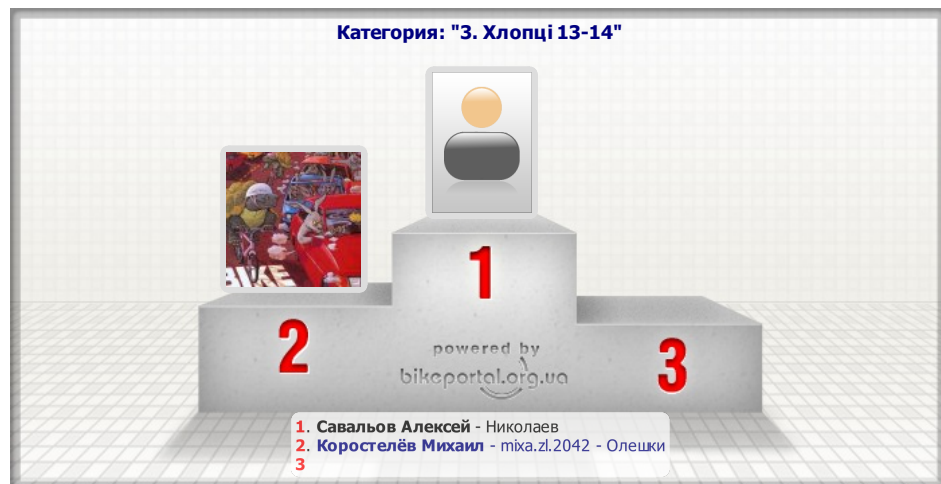 Категория: "3. Хлопці 13-14"
BIKE
1
2
3
powered by
bikeportal.org.ua
1. Савальов Алексей - Николаев
2. Коростелёв Михаил - mixa.zl.2042 - Олешки
3